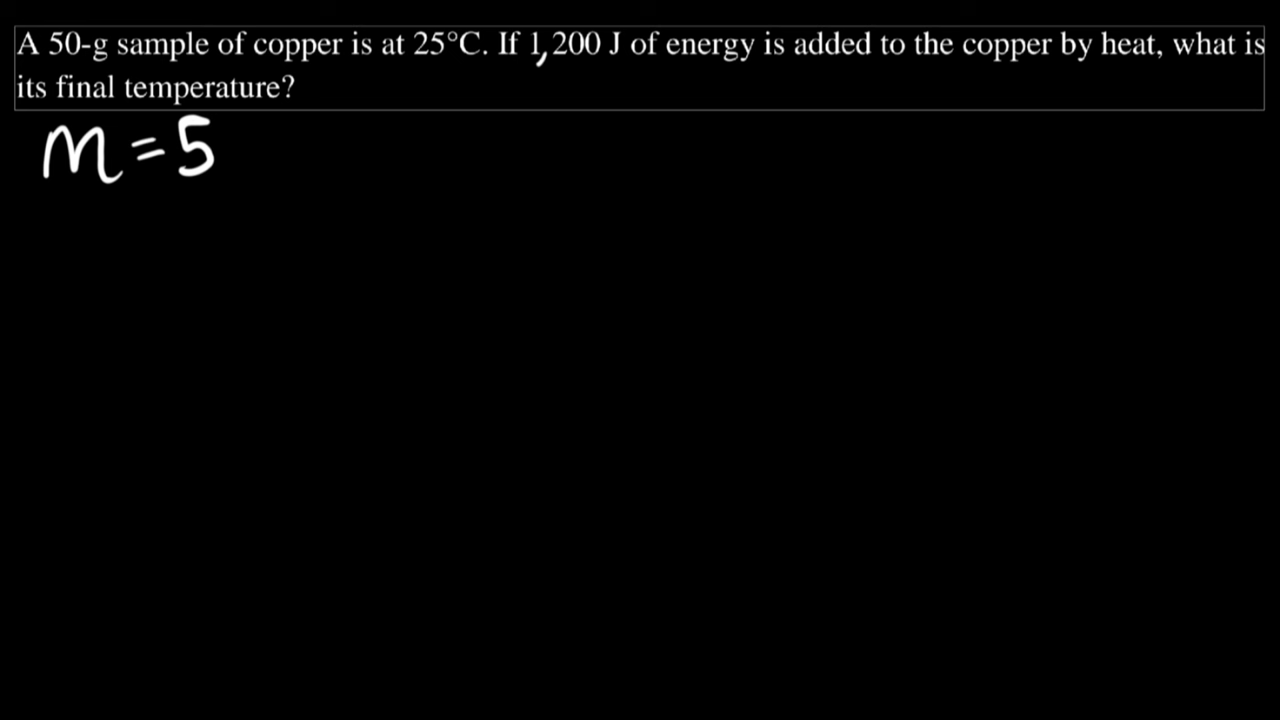 A 50-g sample of copper is at 25°C. If 1,200 J of energy is added to the copper by heat, what is
its final temperature?
m = 5